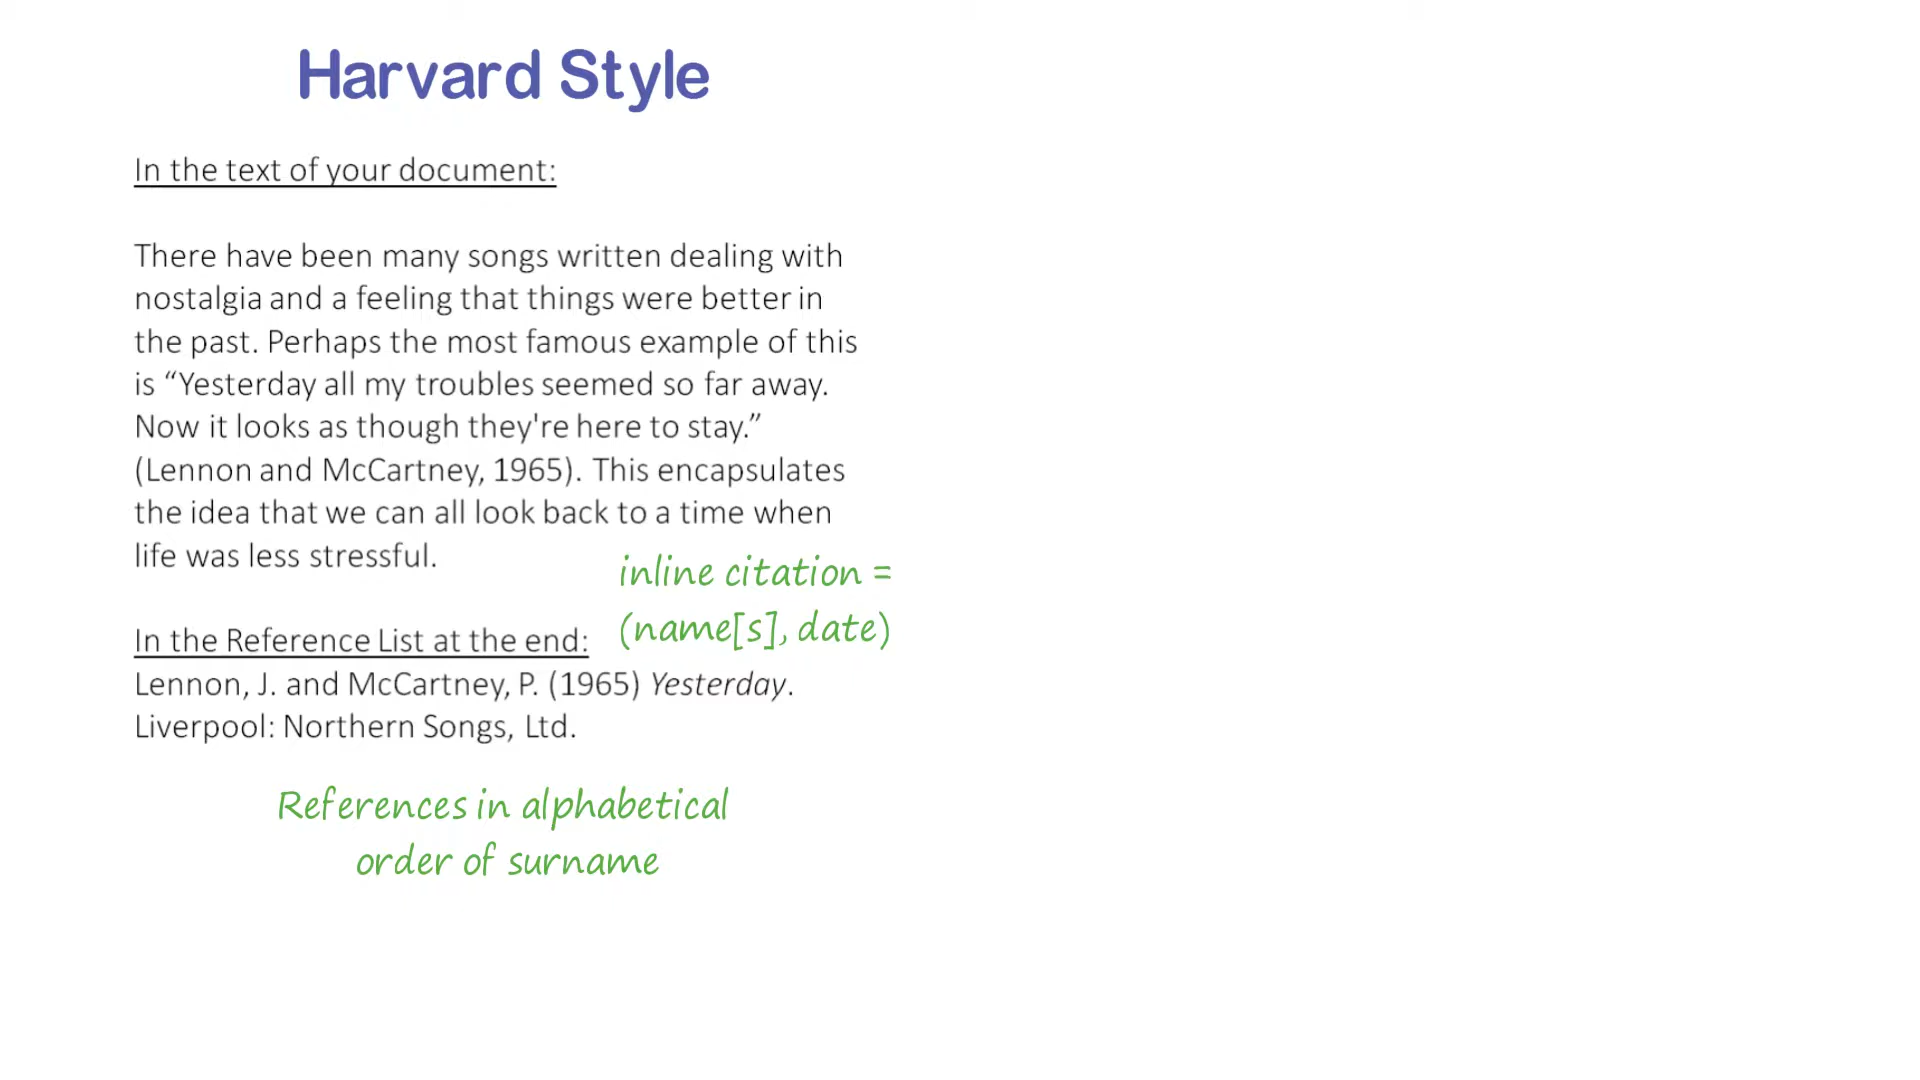 Harvard Style
In the text of your document:
There have been many songs written dealing with
nostalgia and a feeling that things were better in
the past. Perhaps the most famous example of this
is “Yesterday all my troubles seemed so far away.
Now it looks as though they're here to stay.”
(Lennon and McCartney, 1965). This encapsulates
the idea that we can all look back to a time when
life was less stressful.
inline citation =
(name[s], date)
In the Reference List at the end:
Lennon, J. and McCartney, P. (1965) Yesterday.
Liverpool: Northern Songs, Ltd.
References in alphabetical
order of surname